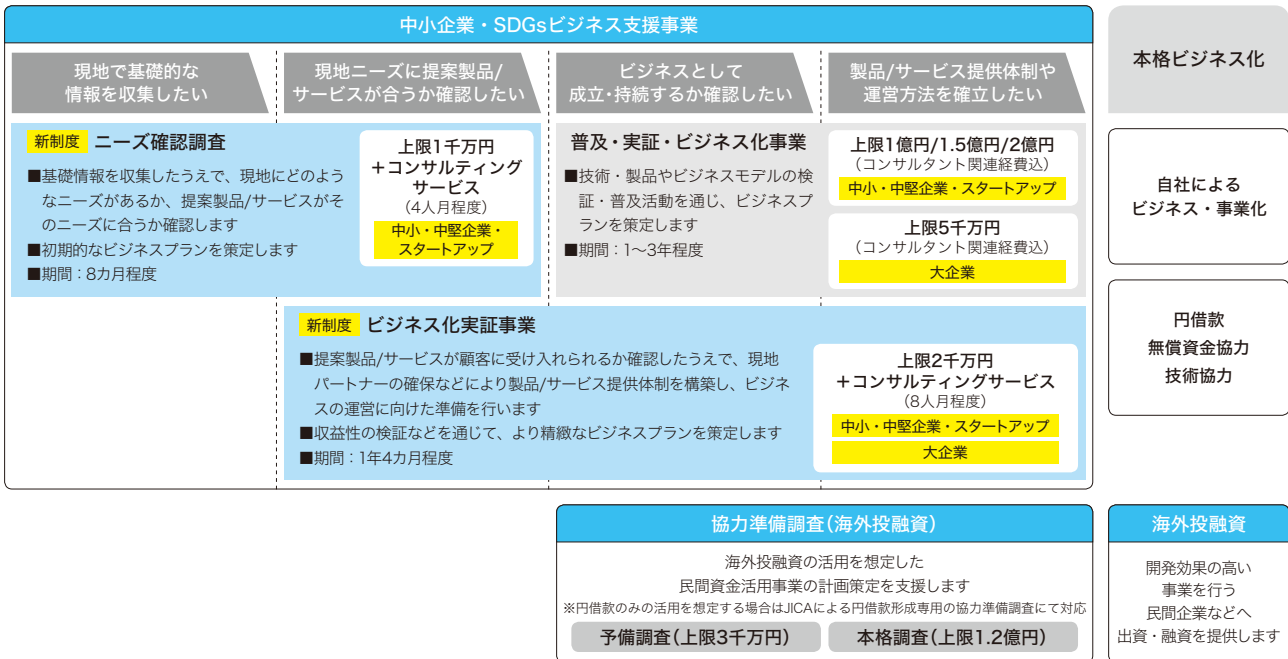 中小企業・SDGsビジネス支援事業
現地で基礎的な
情報を収集したい
現地ニーズに提案製品/
サービスが合うか確認したい
ビジネスとして
成立・持続するか確認したい
製品/サービス提供体制や
運営方法を確立したい
新制度 ニーズ確認調査
■基礎情報を収集したうえで、現地にどのよう
なニーズがあるか、提案製品/サービスがそ
のニーズに合うか確認します
■初期的なビジネスプランを策定します
■期間：8カ月程度
上限1千万円
＋コンサルティング
サービス
（4人月程度）
中小・中堅企業・
スタートアップ
普及・実証・ビジネス化事業
■技術・製品やビジネスモデルの検
証・普及活動を通じ、ビジネスプ
ランを策定します
■期間：1〜3年程度
上限1億円/1.5億円/2億円
（コンサルタント関連経費込）
中小・中堅企業・スタートアップ
上限5千万円
（コンサルタント関連経費込）
大企業
新制度 ビジネス化実証事業
■提案製品/サービスが顧客に受け入れられるか確認したうえで、現地
パートナーの確保などにより製品/サービス提供体制を構築し、ビジネ
スの運営に向けた準備を行います
■収益性の検証などを通じて、より精緻なビジネスプランを策定します
■期間：1年4カ月程度
上限2千万円
＋コンサルティングサービス
（8人月程度）
中小・中堅企業・スタートアップ
大企業
本格ビジネス化
自社による
ビジネス・事業化
円借款
無償資金協力
技術協力
協力準備調査（海外投融資）
海外投融資の活用を想定した
民間資金活用事業の計画策定を支援します
※円借款のみの活用を想定する場合はJICAによる円借款形成専用の協力準備調査にて対応
予備調査（上限3千万円）
本格調査（上限1.2億円）
海外投融資
開発効果の高い
事業を行う
民間企業などへ
出資・融資を提供します